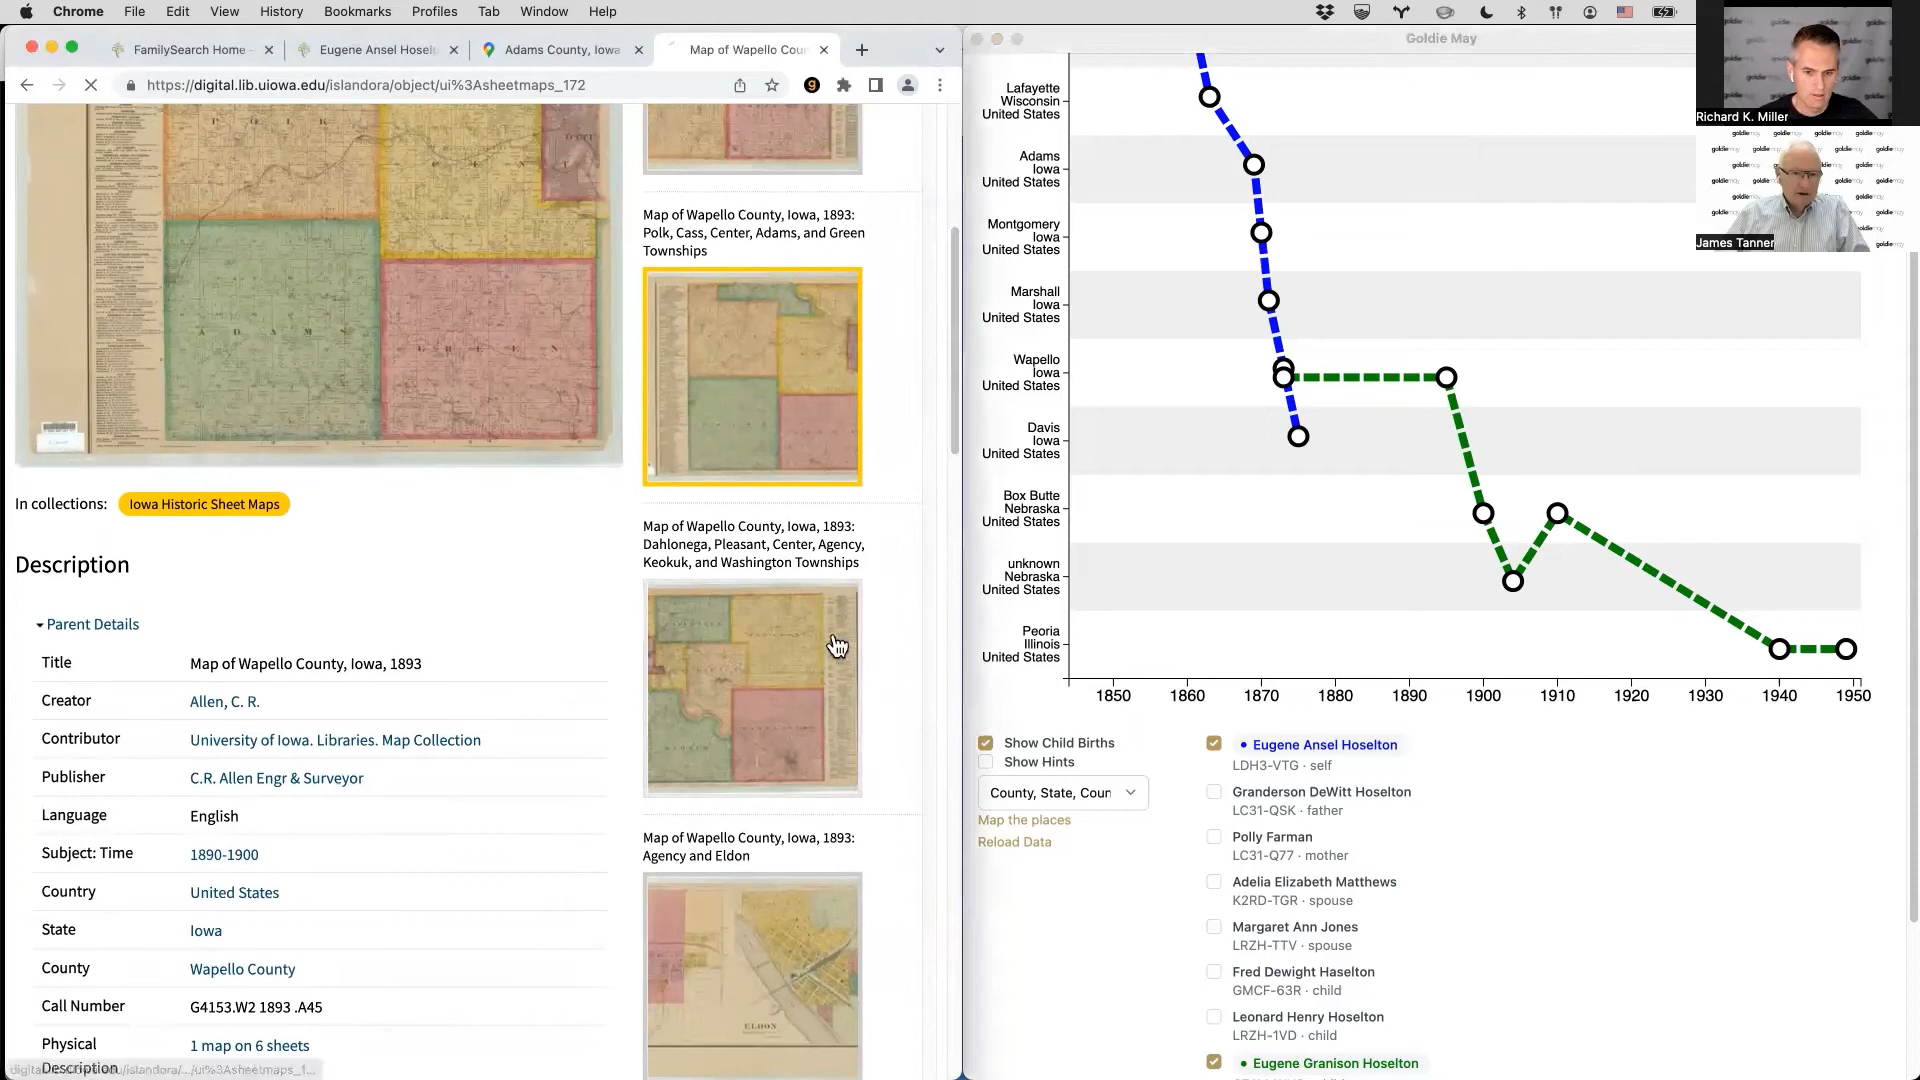 Chrome File Edit View History Bookmarks Profiles Tab Window Help
FamilySearch Home -
Eugene Ansel Hosel
Adams County, Iowa
Map of Wapello Cou
https://digital.lib.uiowa.edu/islandora/object/ui%3Asheetmaps_172
In collections: Iowa Historic Sheet Maps
Description
Parent Details
Title Map of Wapello County, Iowa, 1893
Creator Allen, C. R.
Contributor University of Iowa. Libraries. Map Collection
Publisher C.R. Allen Engr & Surveyor
Language English
Subject: Time 1890-1900
Country United States
State Iowa
County Wapello County
Call Number G4153.W2 1893 .A45
Physical 1 map on 6 sheets
Description
Map of Wapello County, Iowa, 1893:
Polk, Cass, Center, Adams, and Green
Townships
Map of Wapello County, Iowa, 1893:
Dahlonega, Pleasant, Center, Agency,
Keokuk, and Washington Townships
Map of Wapello County, Iowa, 1893:
Agency and Eldon
ELDON
ADAMS
GREEN
Goldie May
Lafayette
Wisconsin
United States
Adams
Iowa
United States
Montgomery
Iowa
United States
Marshall
Iowa
United States
Wapello
Iowa
United States
Davis
Iowa
United States
Box Butte
Nebraska
United States
unknown
Nebraska
United States
Peoria
Illinois
United States
1850 1860 1870 1880 1890 1900 1910 1920 1930 1940 1950
Show Child Births
Show Hints
County, State, Coun
Map the places
Reload Data
Eugene Ansel Hoselton
LDH3-VTG · self
Granderson DeWitt Hoselton
LC31-QSK · father
Polly Farman
LC31-Q77 · mother
Adelia Elizabeth Matthews
K2RD-TGR · spouse
Margaret Ann Jones
LRZH-TTV · spouse
Fred Dewight Haselton
GMCF-63R · child
Leonard Henry Hoselton
LRZH-1VD · child
Eugene Granison Hoselton
Richard K. Miller
James Tanner